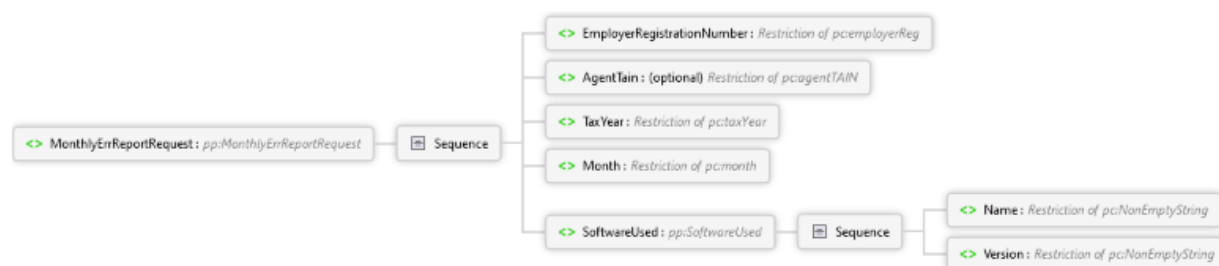 <> EmployerRegistrationNumber : Restriction of pc:employerReg
<> AgentTain : (optional) Restriction of pc:agentTAIN
<> TaxYear : Restriction of pc:taxYear
<> MonthlyErrReportRequest : pp:MonthlyErrReportRequest
Sequence
<> Month : Restriction of pc:month
<> SoftwareUsed : pp:SoftwareUsed
Sequence
<> Name : Restriction of pc:NonEmptyString
<> Version : Restriction of pc:NonEmptyString